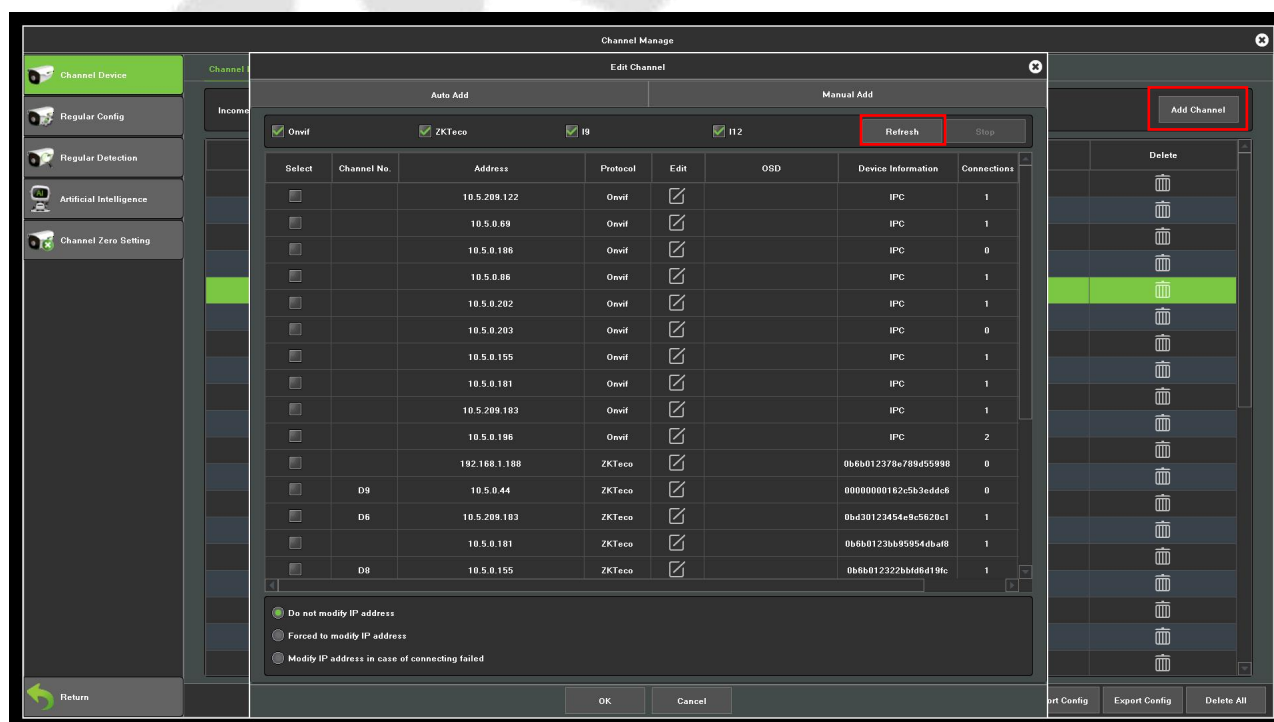 Channel Manage
Edit Channel
Channel Device
Regular Config
Regular Detection
Artificial Intelligence
Channel Zero Setting
Return
Income
Add Channel
Delete
Auto Add Manual Add
Onvif ZKTeco I9 I12 Refresh Stop
Select Channel No. Address Protocol Edit OSD Device Information Connections
10.5.209.122 Onvif IPC 1
10.5.0.69 Onvif IPC 1
10.5.0.186 Onvif IPC 0
10.5.0.86 Onvif IPC 1
10.5.0.202 Onvif IPC 1
10.5.0.203 Onvif IPC 0
10.5.0.155 Onvif IPC 1
10.5.0.181 Onvif IPC 1
10.5.209.183 Onvif IPC 1
10.5.0.196 Onvif IPC 2
192.168.1.188 ZKTeco 0b6b012378e789d55998 0
D9 10.5.0.44 ZKTeco 00000000162c5b3eddc6 0
D6 10.5.209.183 ZKTeco 0bd30123454e9c5620c1 1
10.5.0.181 ZKTeco 0b6b0123bb95954dbaf8 1
D8 10.5.0.155 ZKTeco 0b6b012322bbfd6d19fc 1
Do not modify IP address
Forced to modify IP address
Modify IP address in case of connecting failed
OK Cancel
Config Export Config Delete All